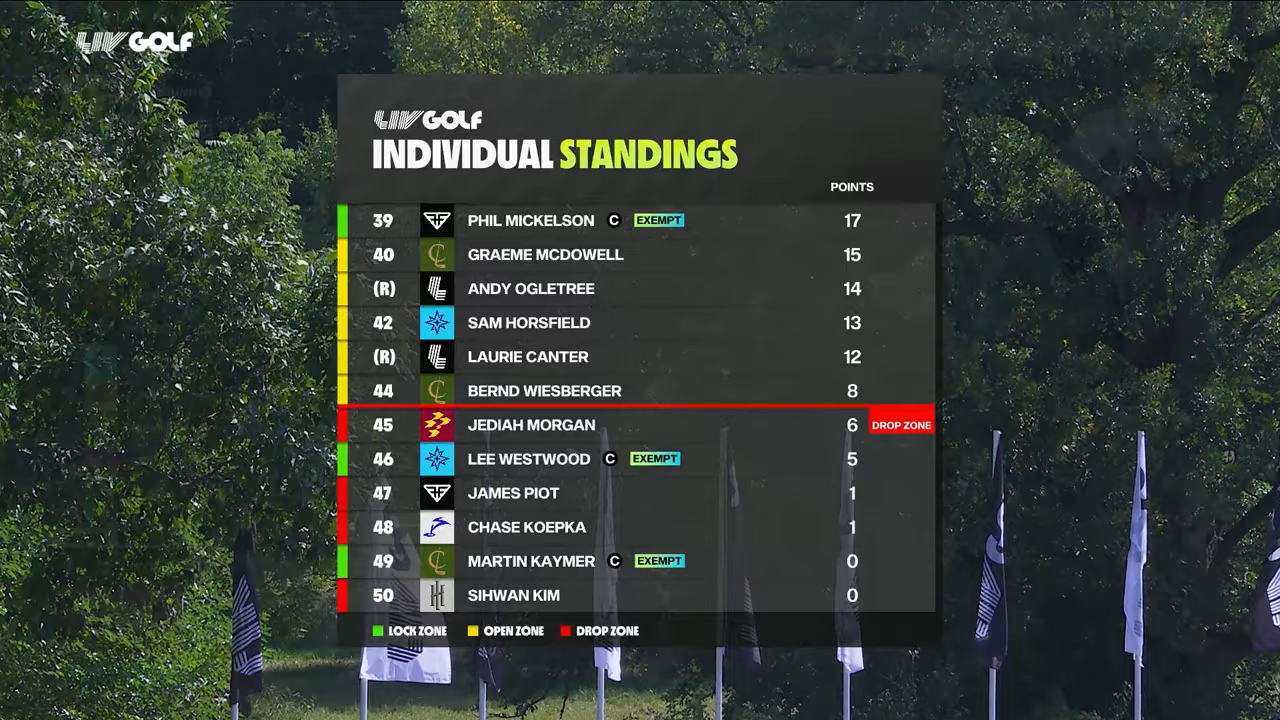 LIV GOLF
LIV GOLF
INDIVIDUAL STANDINGS
POINTS
39 PHIL MICKELSON C EXEMPT 17
40 GRAEME MCDOWELL 15
(R) ANDY OGLETREE 14
42 SAM HORSFIELD 13
(R) LAURIE CANTER 12
44 BERND WIESBERGER 8
45 JEDIAH MORGAN 6 DROP ZONE
46 LEE WESTWOOD C EXEMPT 5
47 JAMES PIOT 1
48 CHASE KOEPKA 1
49 MARTIN KAYMER C EXEMPT 0
50 SIHWAN KIM 0
LOCK ZONE OPEN ZONE DROP ZONE